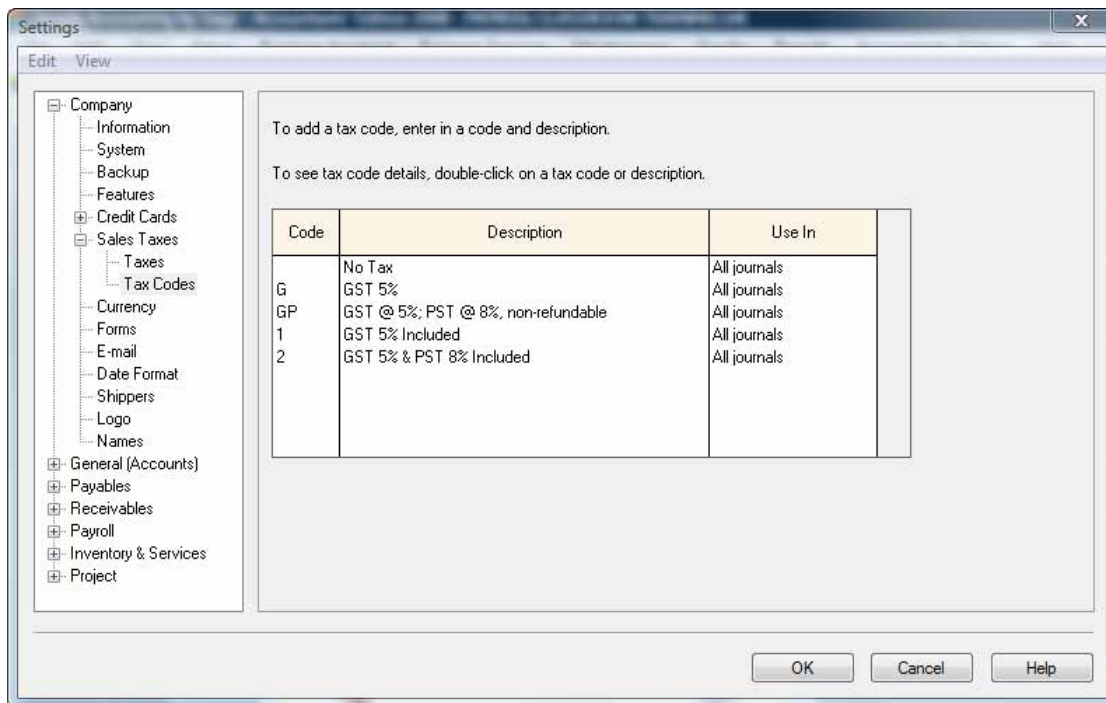 Settings
X
Edit View
Company
Information
System
Backup
Features
Credit Cards
Sales Taxes
Taxes
Tax Codes
Currency
Forms
E-mail
Date Format
Shippers
Logo
Names
General (Accounts)
Payables
Receivables
Payroll
Inventory & Services
Project
To add a tax code, enter in a code and description.
To see tax code details, double-click on a tax code or description.
Code Description Use In
No Tax All journals
G GST 5% All journals
GP GST @ 5%; PST @ 8%, non-refundable All journals
1 GST 5% Included All journals
2 GST 5% & PST 8% Included All journals
OK Cancel Help